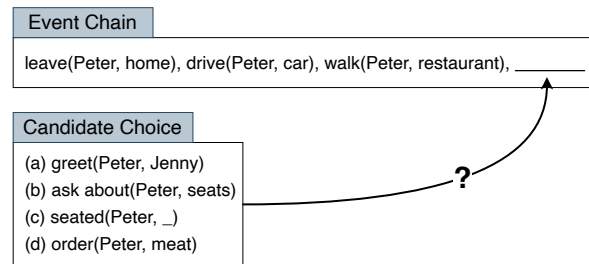 Event Chain
leave(Peter, home), drive(Peter, car), walk(Peter, restaurant), ________
Candidate Choice
(a) greet(Peter, Jenny)
(b) ask about(Peter, seats)
(c) seated(Peter, _)
(d) order(Peter, meat)
?